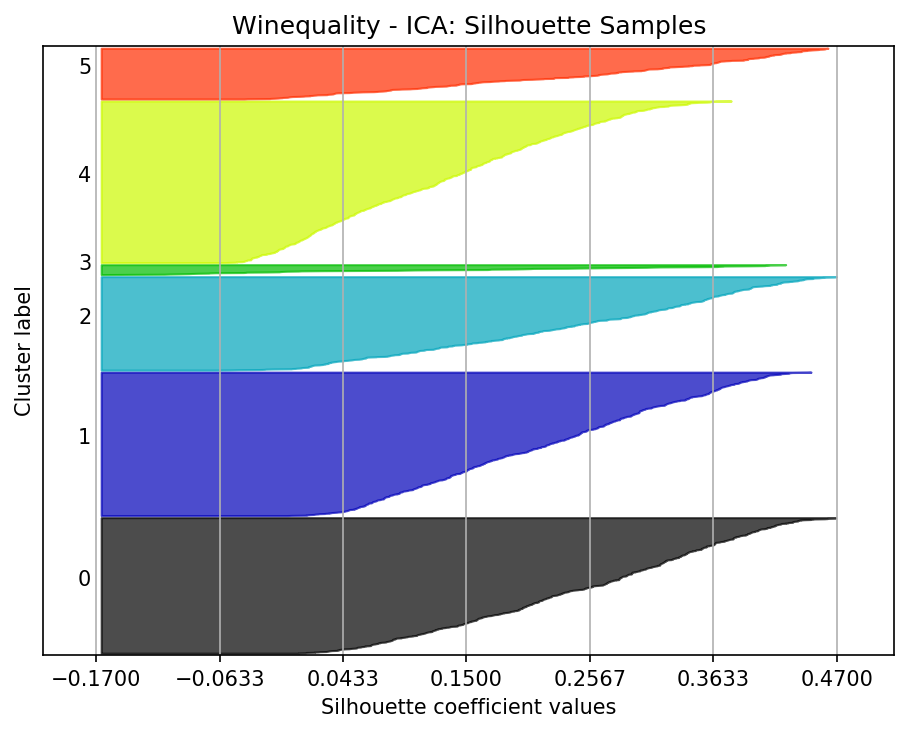 Winequality - ICA: Silhouette Samples
5
4
3
2
1
0
Cluster label
−0.1700 −0.0633 0.0433 0.1500 0.2567 0.3633 0.4700
Silhouette coefficient values